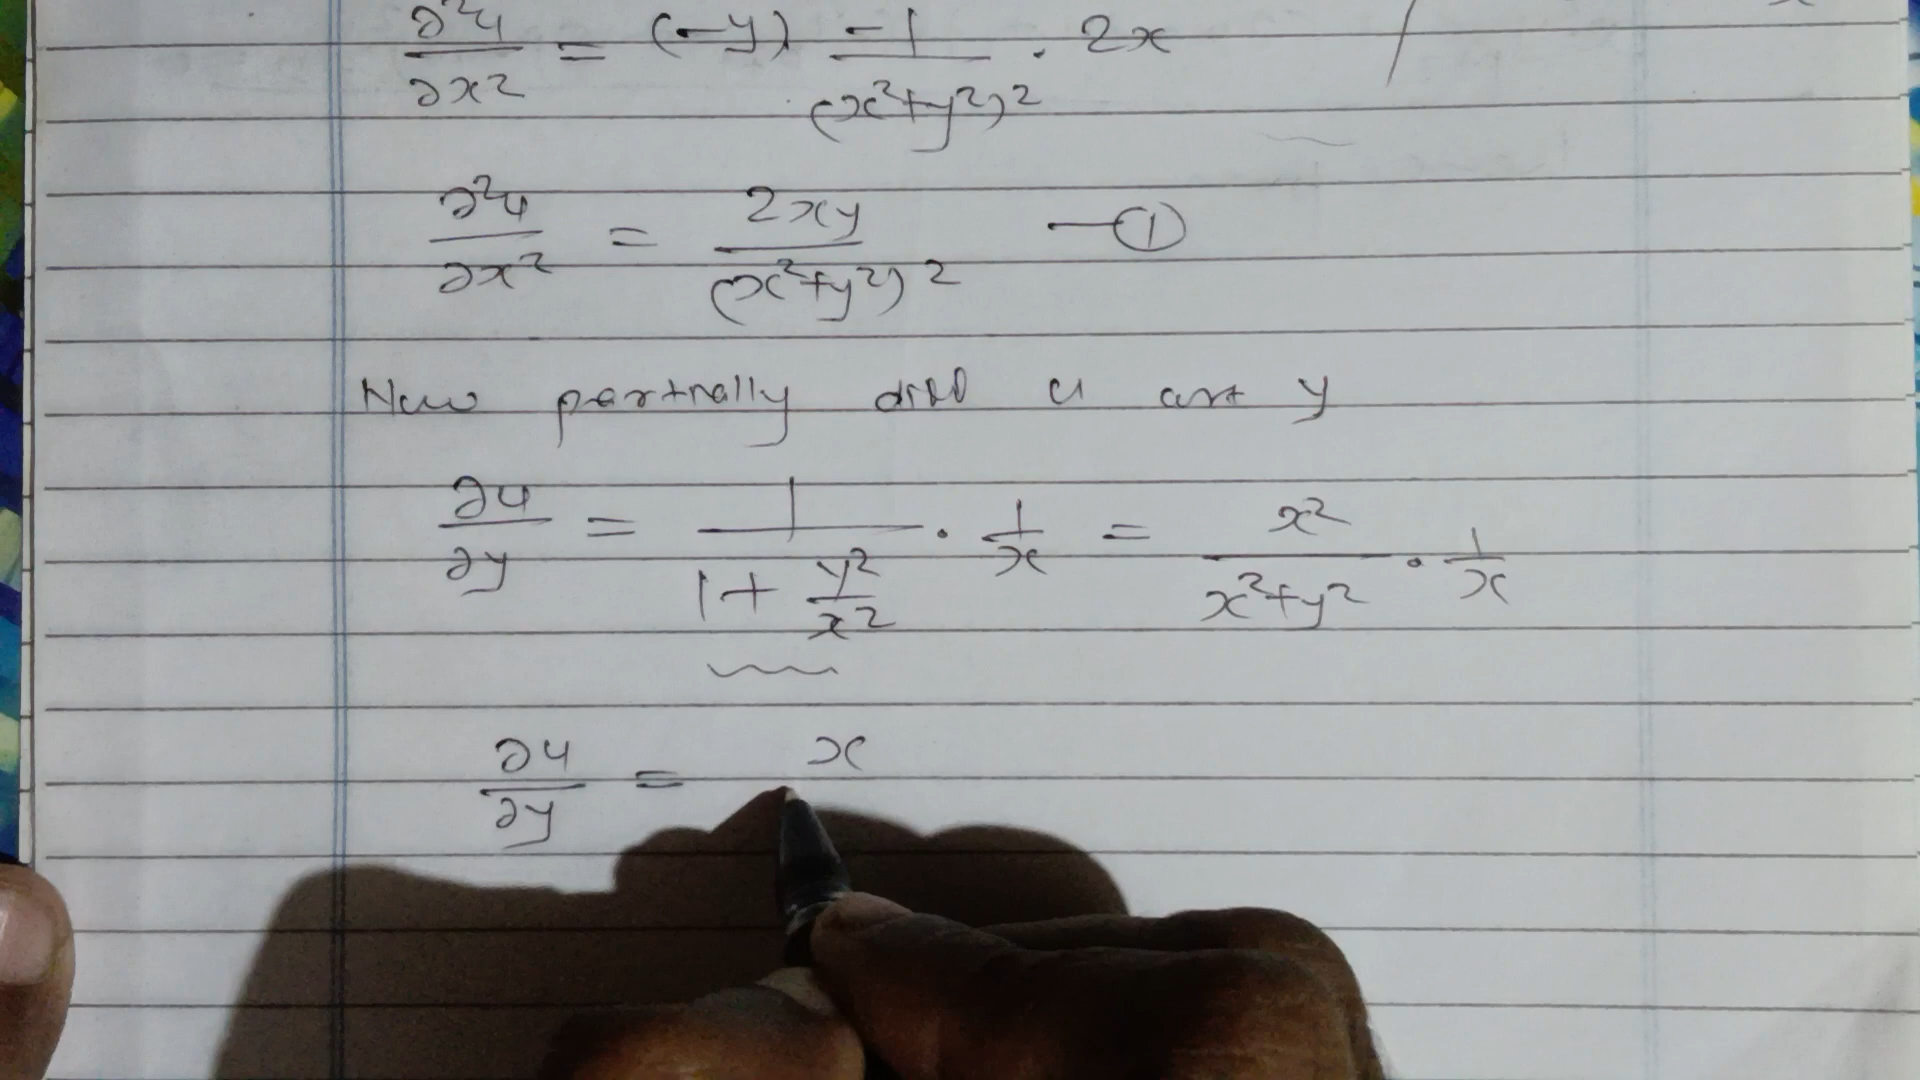 ∂²u/∂x² = (-y) -1/(x²+y²)² · 2x
∂²u/∂x² = 2xy/(x²+y²)² —①
Now partially diff u wrt y
∂u/∂y = 1/(1+y²/x²) · 1/x = x²/(x²+y²) · 1/x
∂u/∂y = x